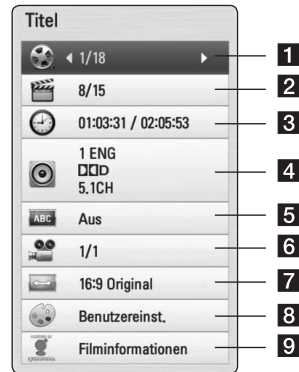 Titel
1/18 1
8/15 2
01:03:31 / 02:05:53 3
1 ENG
DD D
5.1CH 4
ABC Aus 5
1/1 6
16:9 Original 7
Benutzereinst. 8
Filminformationen 9